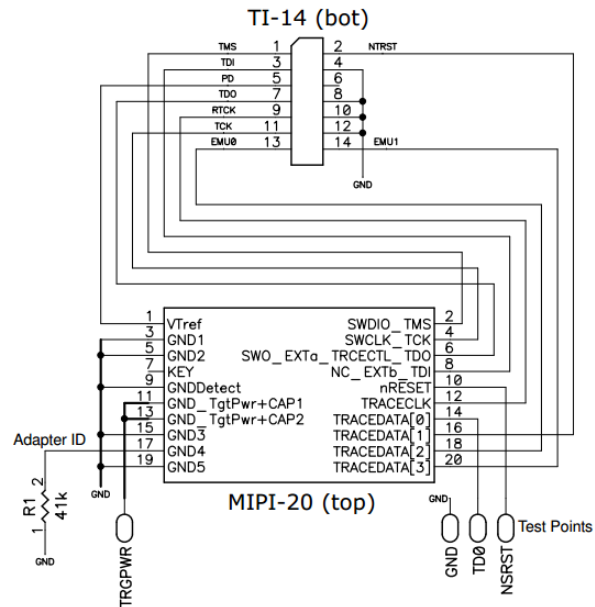 TI-14 (bot)
TMS 1 2 NTRST
TDI 3 4
PD 5 6
TDO 7 8
RTCK 9 10
TCK 11 12
EMU0 13 14 EMU1
GND
1 VTref SWDIO_TMS 2
3 GND1 SWCLK_TCK 4
5 GND2 SWO_EXTa_TRCECTL_TDO 6
7 KEY NC_EXTb_TDI 8
9 GNDDetect nRESET 10
11 GND_TgtPwr+CAP1 TRACECLK 12
13 GND_TgtPwr+CAP2 TRACEDATA[0] 14
15 GND3 TRACEDATA[1] 16
Adapter ID 17 GND4 TRACEDATA[2] 18
19 GND5 TRACEDATA[3] 20
MIPI-20 (top)
2
R1
41k
1
GND
GND
TRGPWR
GND
GND
TD0
NSRST
Test Points